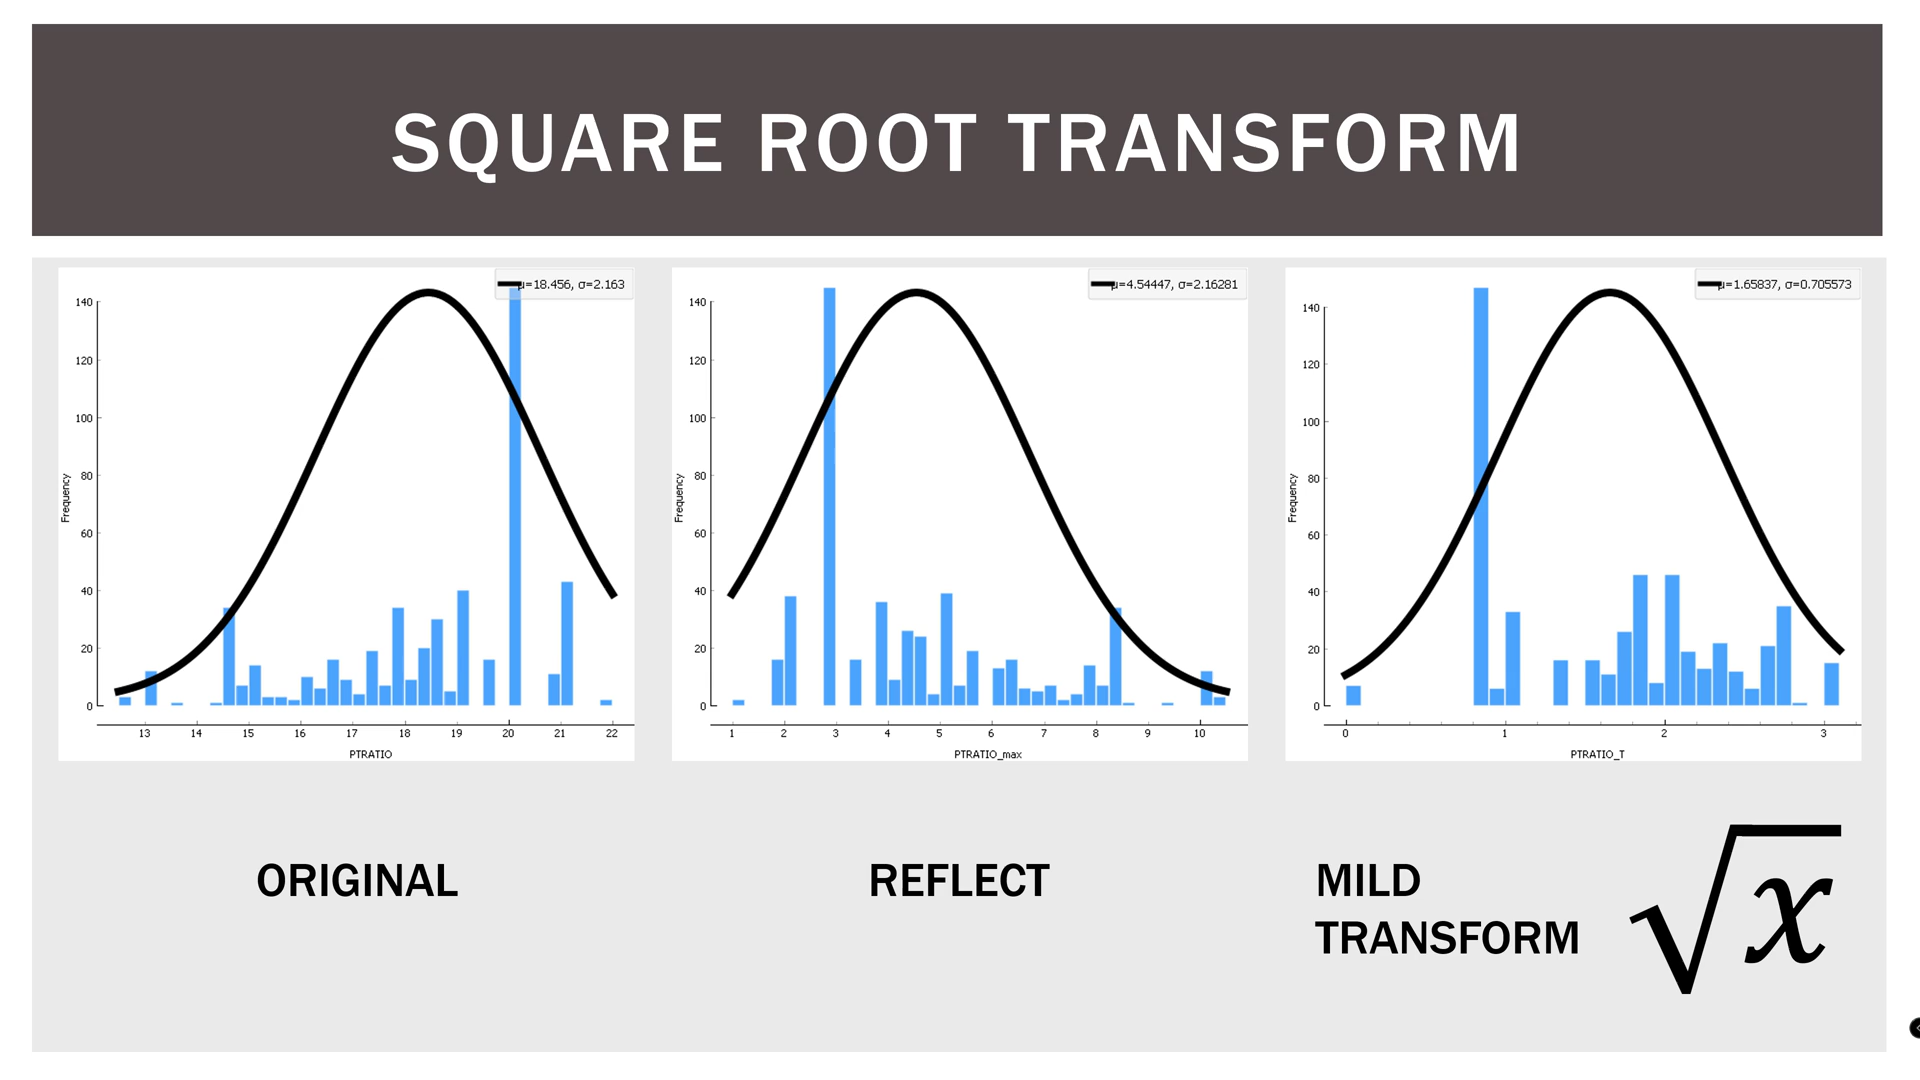 SQUARE ROOT TRANSFORM
μ=18.456, σ=2.163
140
120
100
80
60
40
20
0
Frequency
13 14 15 16 17 18 19 20 21 22
PTRATIO
μ=4.54447, σ=2.16281
140
120
100
80
60
40
20
0
Frequency
1 2 3 4 5 6 7 8 9 10
PTRATIO_max
μ=1.65837, σ=0.705573
140
120
100
80
60
40
20
0
Frequency
0 1 2 3
PTRATIO_T
ORIGINAL
REFLECT
MILD
TRANSFORM
√x